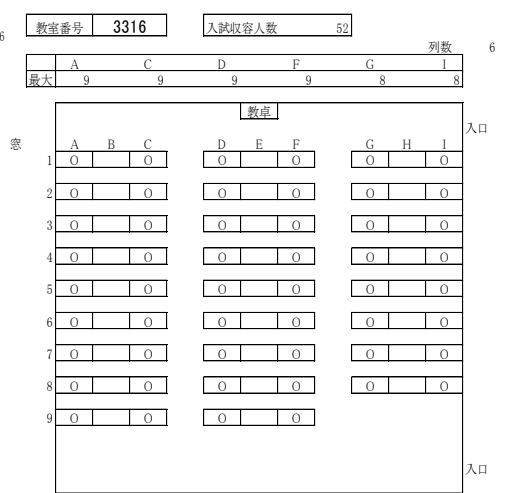 6 教室番号 3316 入試収容人数 52
列数 6
A C D F G I
最大 9 9 9 9 8 8
教卓
入口
窓
A B C D E F G H I
1 O O O O O O
2 O O O O O O
3 O O O O O O
4 O O O O O O
5 O O O O O O
6 O O O O O O
7 O O O O O O
8 O O O O O O
9 O O O O
入口